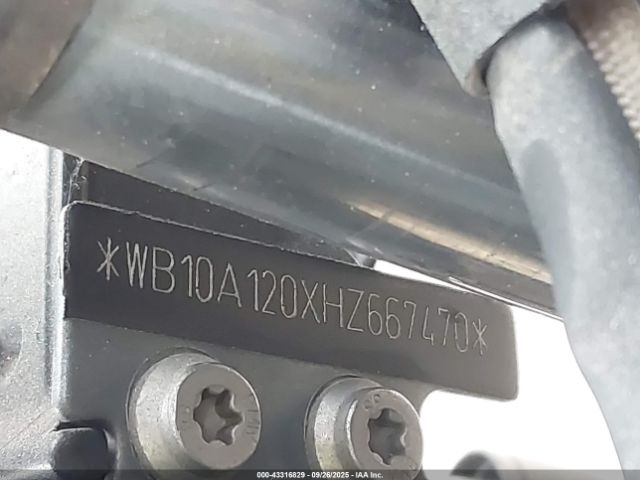 *WB10A120XHZ667470*
000-43316829 - 09/26/2025 - IAA Inc.